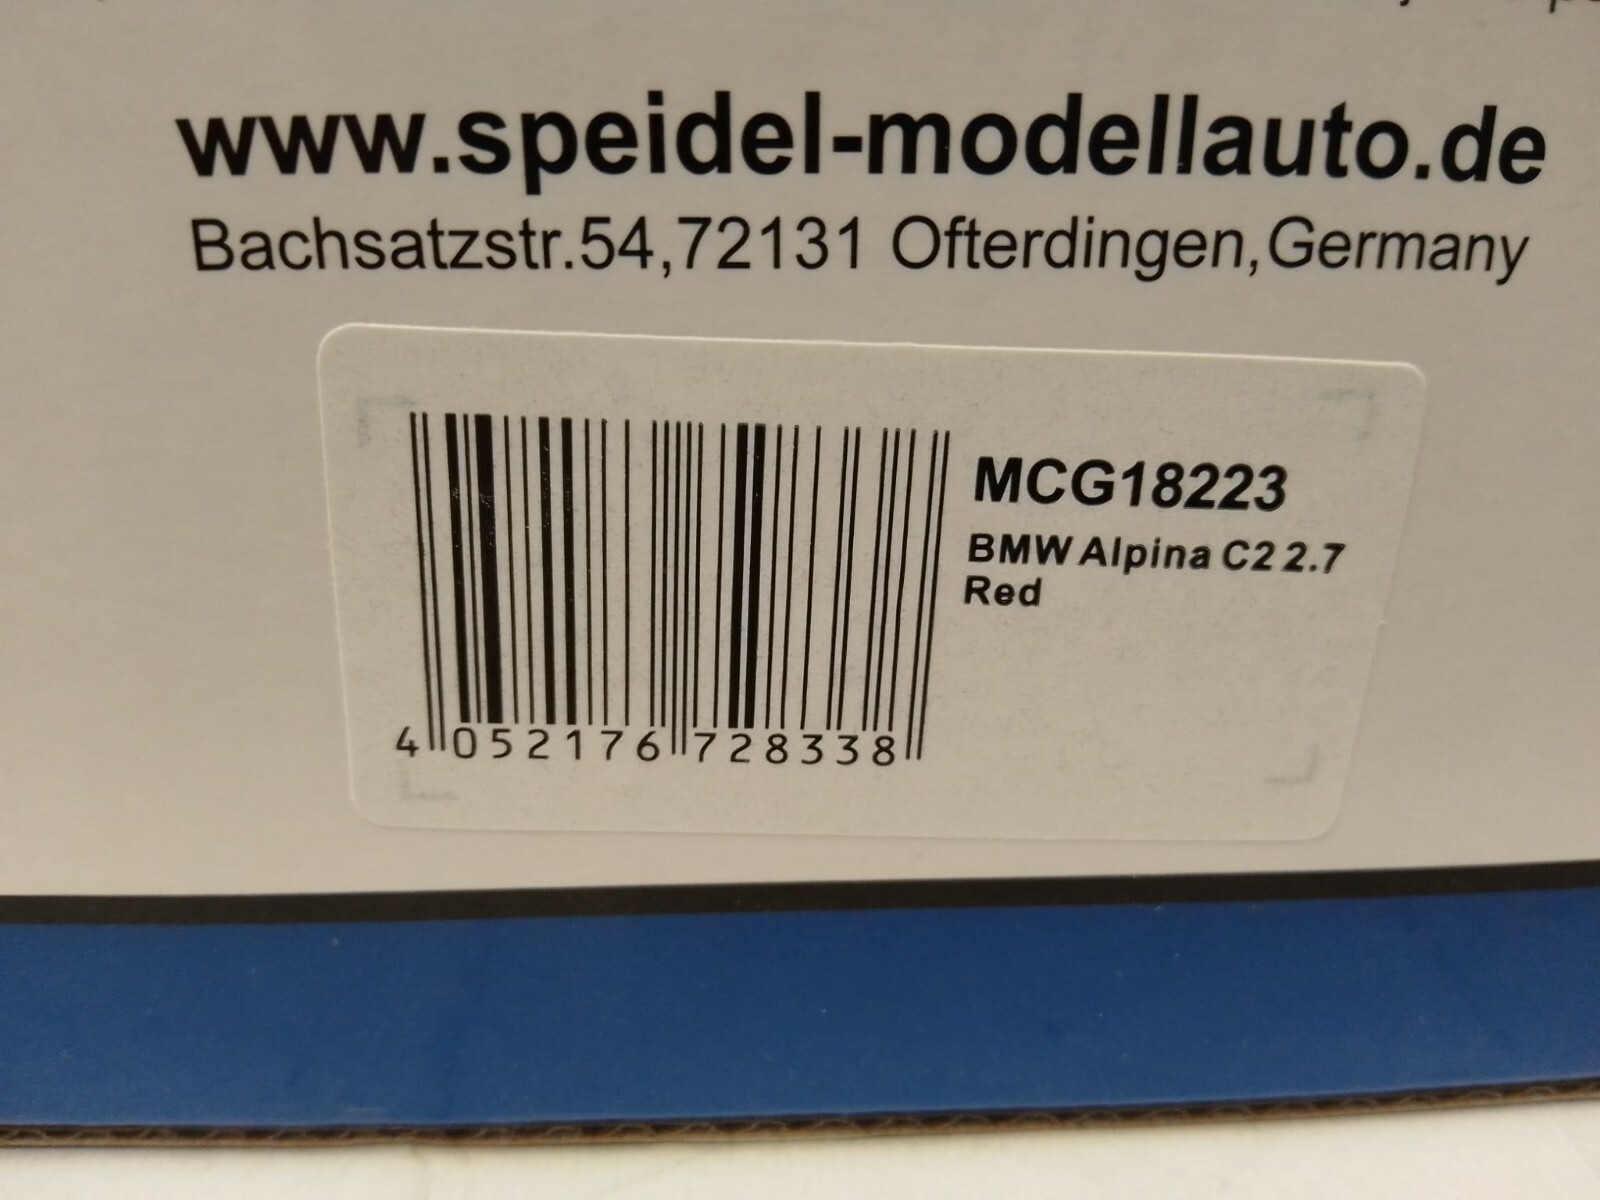 www.speidel-modellauto.de
Bachsatzstr.54,72131 Ofterdingen,Germany
MCG18223
BMW Alpina C2 2.7
Red
4 052176 728338